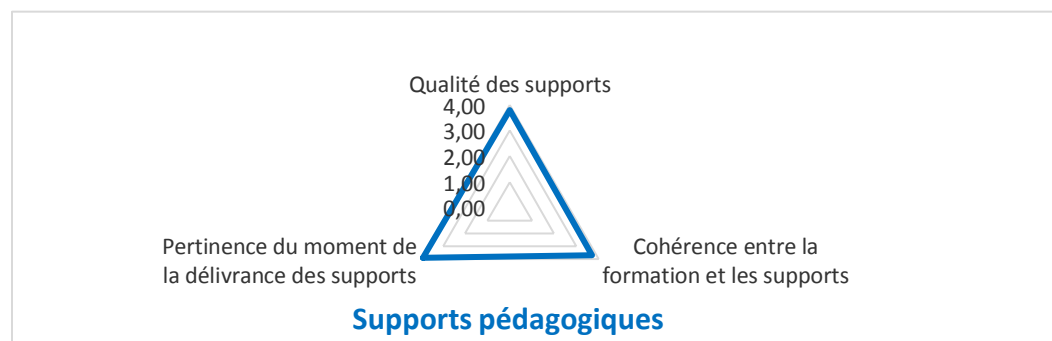 Qualité des supports
4,00
3,00
2,00
1,00
0,00
Pertinence du moment de
la délivrance des supports
Cohérence entre la
formation et les supports
Supports pédagogiques